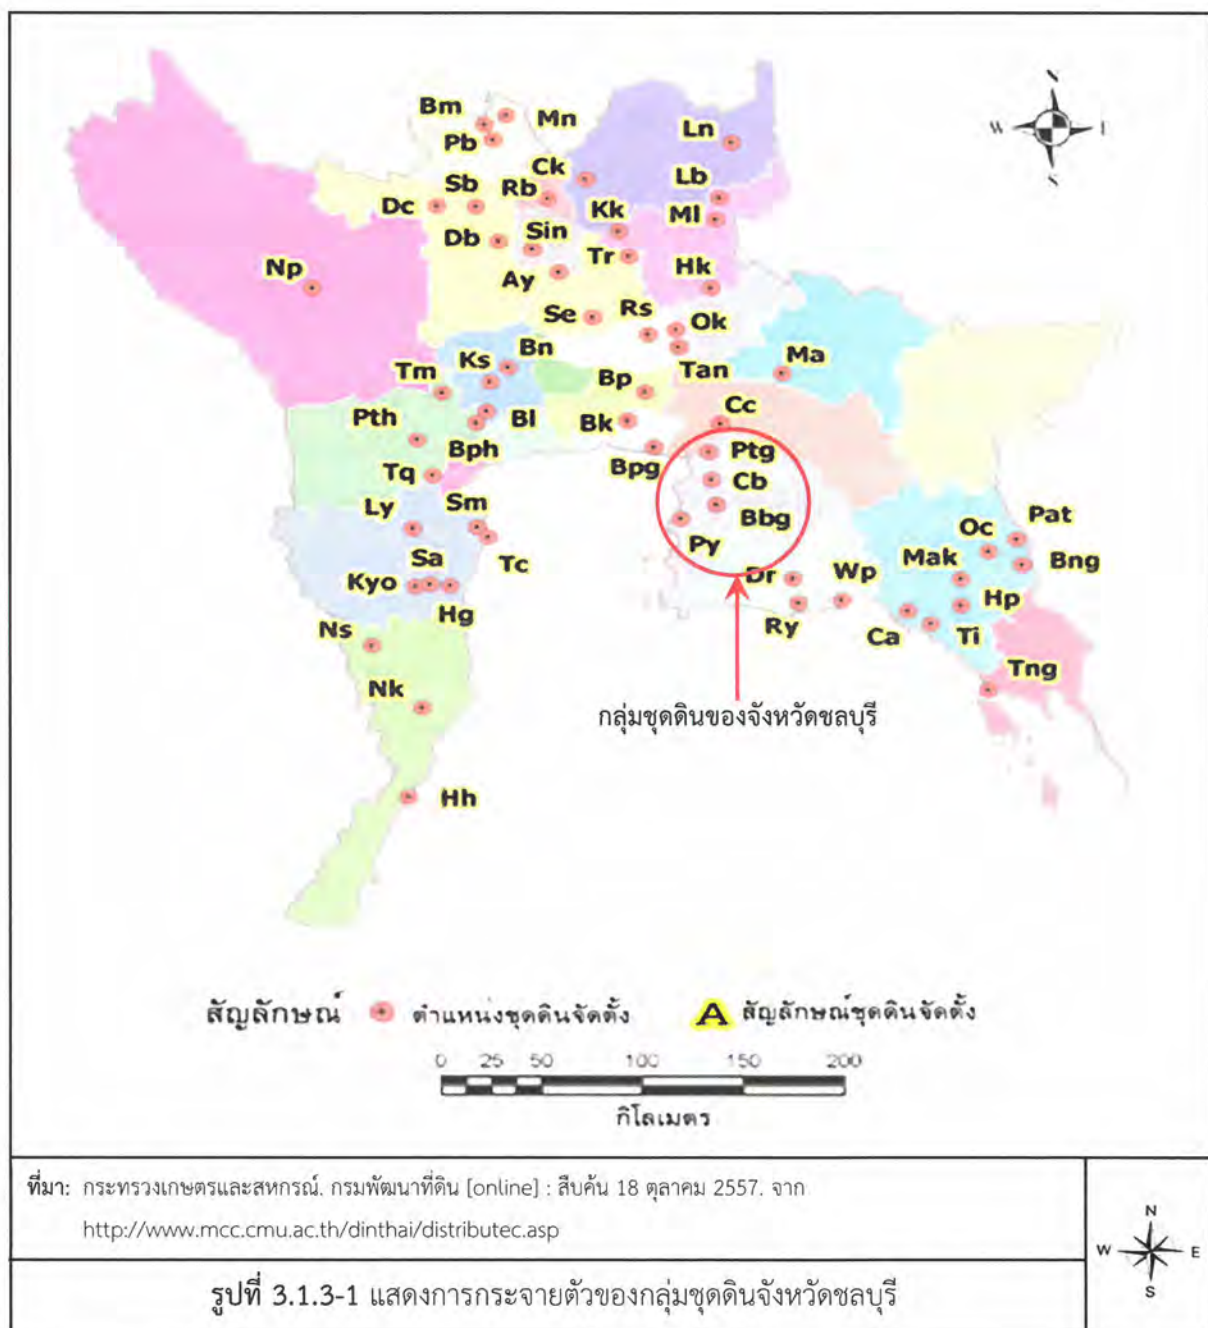 N
W
I
S
Bm
Mn
Pb
Ln
Ck
Sb
Rb
Lb
Dc
Kk
Ml
Sin
Db
Tr
Np
Ay
Hk
Se
Rs
Ok
Bn
Ks
Tan
Ma
Tm
Bp
Pth
Bl
Bk
Cc
Bph
Ptg
Bpg
Tq
Cb
Ly
Sm
Bbg
Pat
Oc
Py
Sa
Tc
Mak
Bng
Kyo
Dr
Wp
Hp
Hg
Ns
Ry
Ca
Ti
Tng
Nk
กลุ่มชุดดินของจังหวัดชลบุรี
Hh
สัญลักษณ์ ตำแหน่งชุดดินจัดตั้ง A สัญลักษณ์ชุดดินจัดตั้ง
0 25 50 100 150 200
กิโลเมตร
ที่มา: กระทรวงเกษตรและสหกรณ์. กรมพัฒนาที่ดิน [online] : สืบค้น 18 ตุลาคม 2557. จาก
http://www.mcc.cmu.ac.th/dinthai/distributec.asp
N
W E
S
รูปที่ 3.1.3-1 แสดงการกระจายตัวของกลุ่มชุดดินจังหวัดชลบุรี